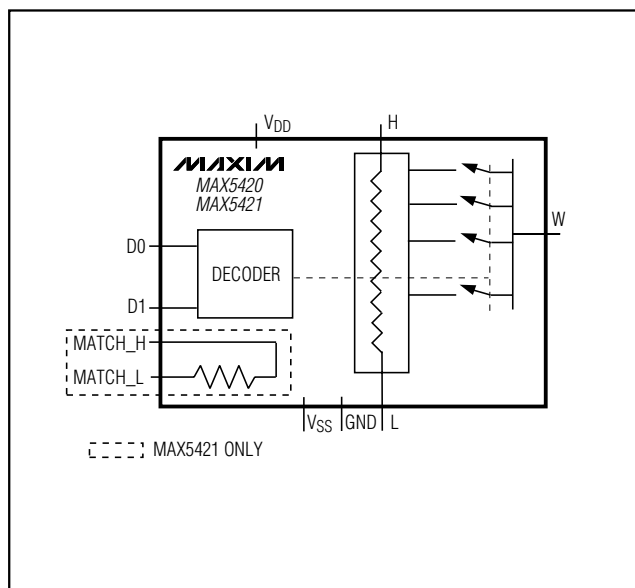 VDD
H
MAXIM
MAX5420
MAX5421
W
D0
DECODER
D1
MATCH_H
MATCH_L
VSS
GND
L
MAX5421 ONLY